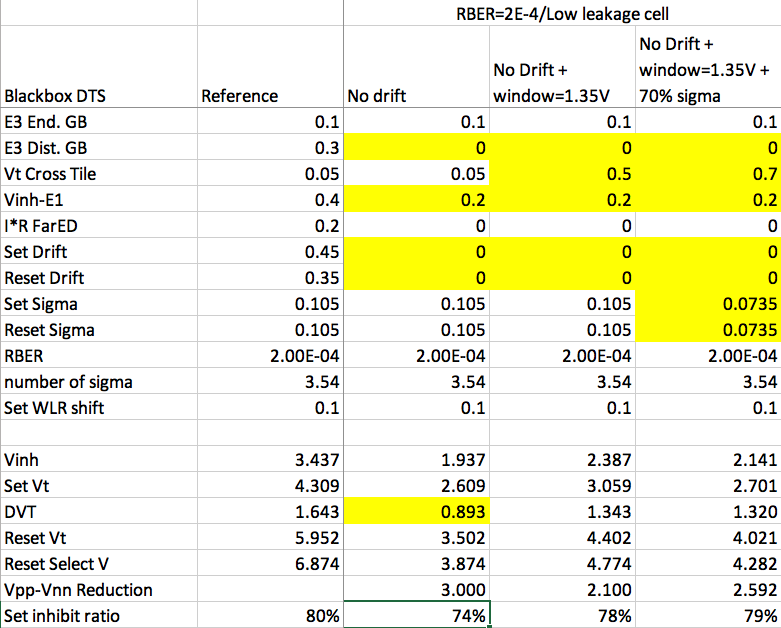 RBER=2E-4/Low leakage cell
Blackbox DTS Reference No drift No Drift + window=1.35V No Drift + window=1.35V + 70% sigma
E3 End. GB 0.1 0.1 0.1 0.1
E3 Dist. GB 0.3 0 0 0
Vt Cross Tile 0.05 0.05 0.5 0.7
Vinh-E1 0.4 0.2 0.2 0.2
I*R FarED 0.2 0 0 0
Set Drift 0.45 0 0 0
Reset Drift 0.35 0 0 0
Set Sigma 0.105 0.105 0.105 0.0735
Reset Sigma 0.105 0.105 0.105 0.0735
RBER 2.00E-04 2.00E-04 2.00E-04 2.00E-04
number of sigma 3.54 3.54 3.54 3.54
Set WLR shift 0.1 0.1 0.1 0.1
Vinh 3.437 1.937 2.387 2.141
Set Vt 4.309 2.609 3.059 2.701
DVT 1.643 0.893 1.343 1.320
Reset Vt 5.952 3.502 4.402 4.021
Reset Select V 6.874 3.874 4.774 4.282
Vpp-Vnn Reduction 3.000 2.100 2.592
Set inhibit ratio 80% 74% 78% 79%